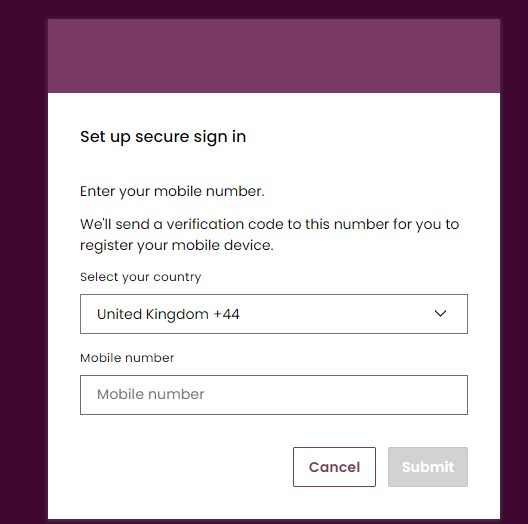 Set up secure sign in
Enter your mobile number.
We'll send a verification code to this number for you to
register your mobile device.
Select your country
United Kingdom +44
Mobile number
Mobile number
Cancel
Submit